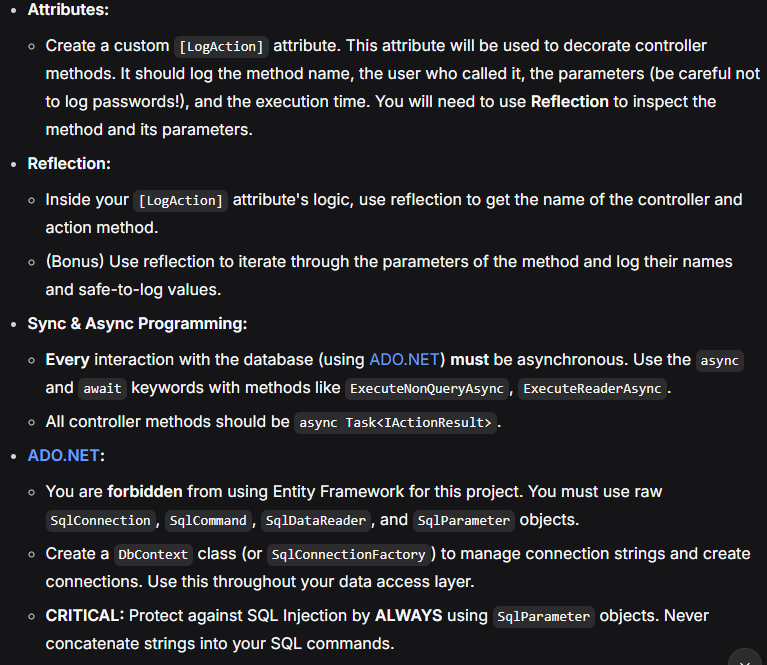 Attributes:
Create a custom [LogAction] attribute. This attribute will be used to decorate controller
methods. It should log the method name, the user who called it, the parameters (be careful not
to log passwords!), and the execution time. You will need to use Reflection to inspect the
method and its parameters.
Reflection:
Inside your [LogAction] attribute's logic, use reflection to get the name of the controller and
action method.
(Bonus) Use reflection to iterate through the parameters of the method and log their names
and safe-to-log values.
Sync & Async Programming:
Every interaction with the database (using ADO.NET) must be asynchronous. Use the async
and await keywords with methods like ExecuteNonQueryAsync, ExecuteReaderAsync.
All controller methods should be async Task<IActionResult>.
ADO.NET:
You are forbidden from using Entity Framework for this project. You must use raw
SqlConnection, SqlCommand, SqlDataReader, and SqlParameter objects.
Create a DbContext class (or SqlConnectionFactory) to manage connection strings and create
connections. Use this throughout your data access layer.
CRITICAL: Protect against SQL Injection by ALWAYS using SqlParameter objects. Never
concatenate strings into your SQL commands.